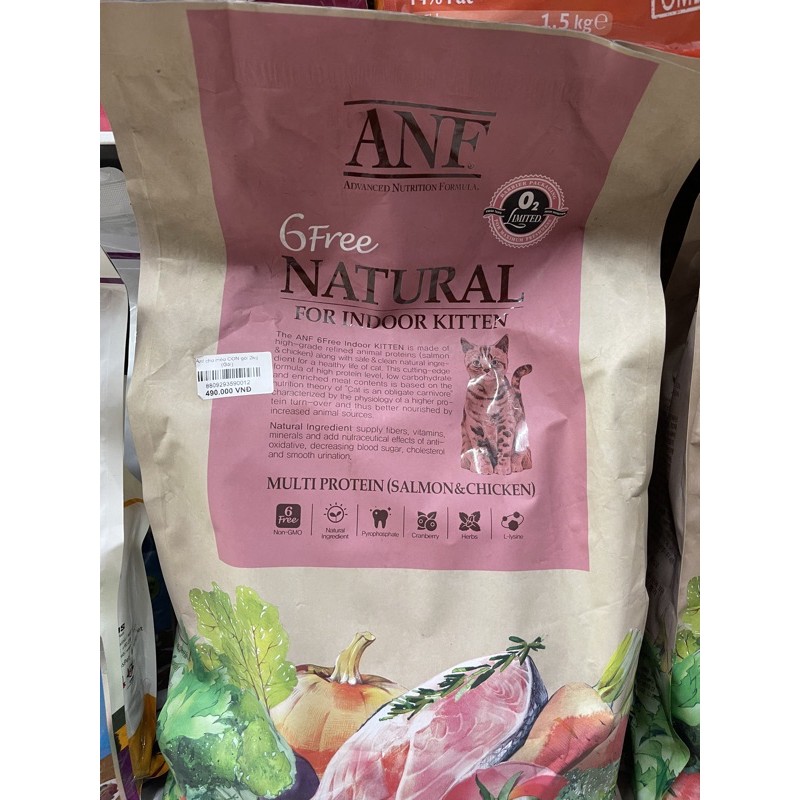 1.5 kg e
ANF
ADVANCED NUTRITION FORMULA.
BARRIER PACKAGING
O2
LIMITED.
6Free
NATURAL
FOR INDOOR KITTEN
The ANF 6Free Indoor KITTEN is made of
high-grade refined animal proteins (salmon
& chicken) along with safe & clean natural ingre-
dient for a healthy life of cat. This cutting-edge
formula of high protein level, low carbohydrate
and enriched meat contents is based on the
nutrition theory of "Cat is an obligate carnivore"
characterized by the physiology of a higher pro-
tein turn-over and thus better nourished by
increased animal sources.
8809293590012
490.000 VNĐ
Natural Ingredient supply fibers, vitamins,
minerals and add nutraceutical effects of anti-
oxidative, decreasing blood sugar, cholesterol
and smooth urination.
MULTI PROTEIN (SALMON&CHICKEN)
6
Free
Non-GMO
Natural
Ingredient
Pyrophosphate
Cranberry
Herbs
L-lysine